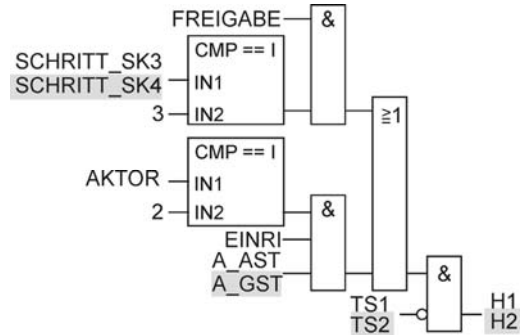 FREIGABE
&
CMP == I
SCHRITT_SK3
SCHRITT_SK4
IN1
3
IN2
≧1
CMP == I
AKTOR
IN1
2
IN2
&
EINRI
A_AST
A_GST
&
TS1
TS2
H1
H2